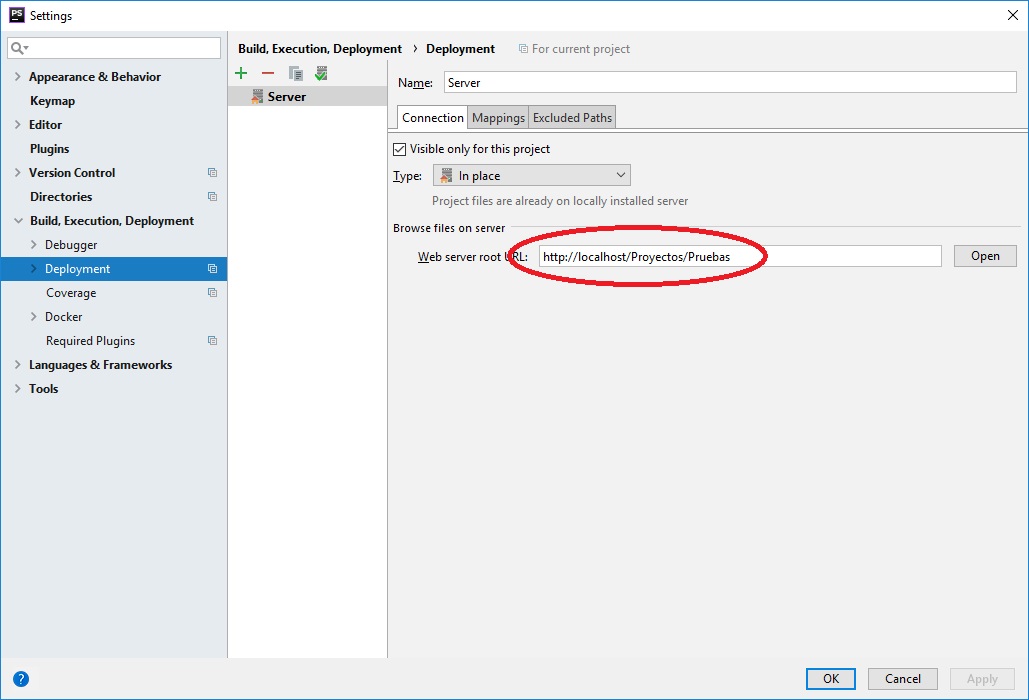 PS Settings
Build, Execution, Deployment › Deployment For current project
Appearance & Behavior
Keymap
Editor
Plugins
Version Control
Directories
Build, Execution, Deployment
Debugger
Deployment
Coverage
Docker
Required Plugins
Languages & Frameworks
Tools
Server
Name: Server
Connection Mappings Excluded Paths
Visible only for this project
Type: In place
Project files are already on locally installed server
Browse files on server
Web server root URL: http://localhost/Proyectos/Pruebas Open
? OK Cancel Apply